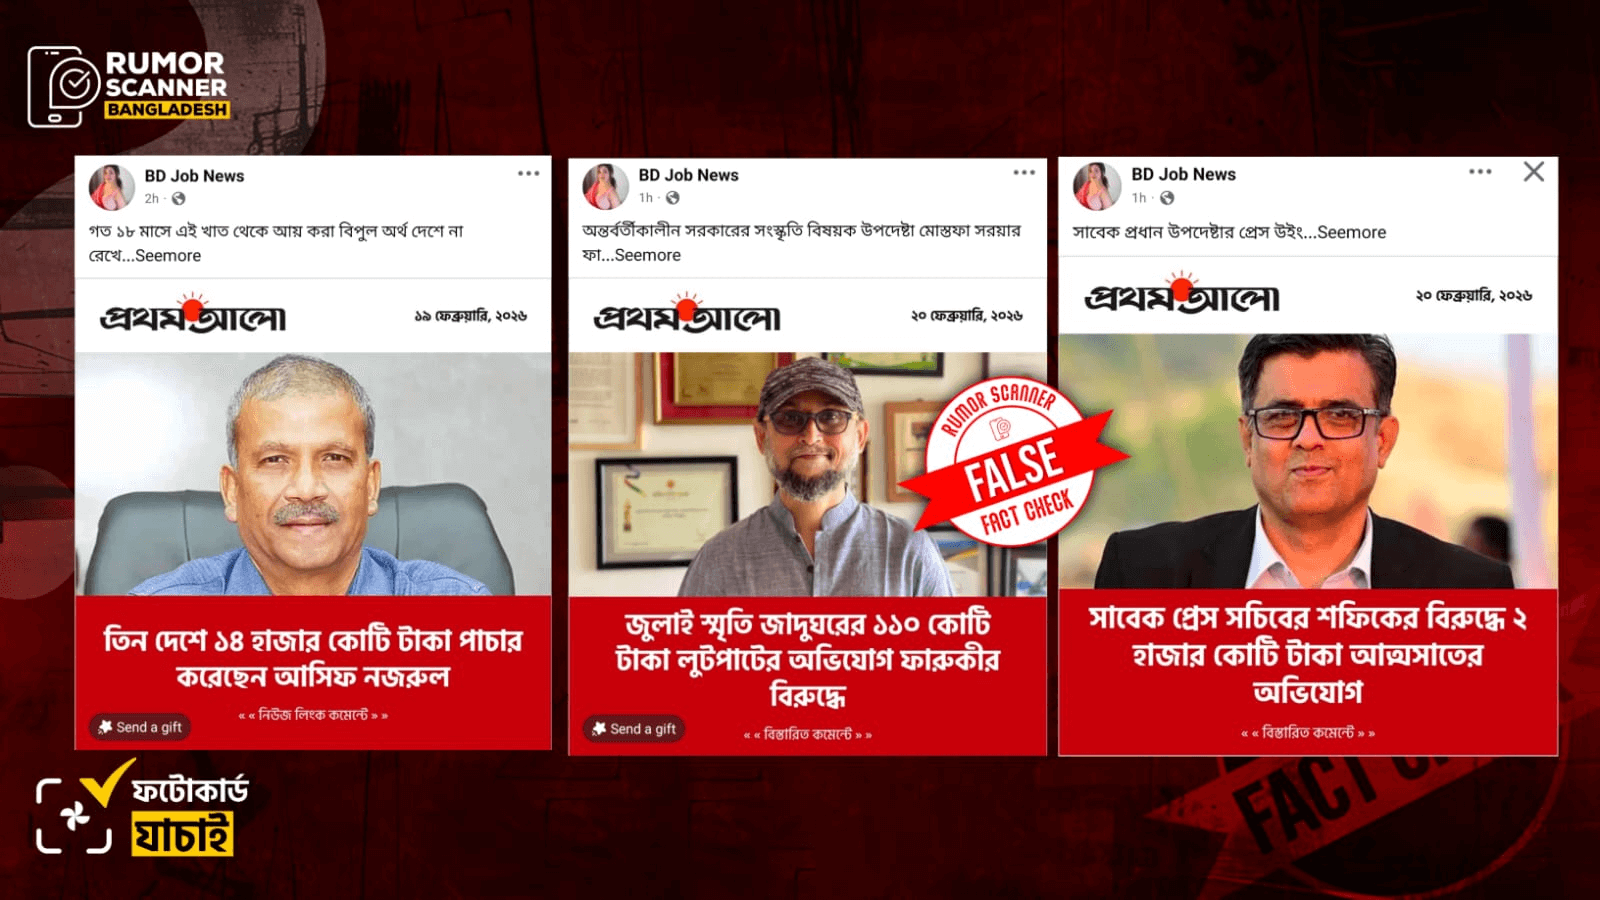 RUMOR
SCANNER
BANGLADESH
BD Job News
2h
গত ১৮ মাসে এই খাত থেকে আয় করা বিপুল অর্থ দেশে না
রেখে...Seemore
প্রথম আলো
১৯ ফেব্রুয়ারি, ২০২৬
তিন দেশে ১৪ হাজার কোটি টাকা পাচার
করেছেন আসিফ নজরুল
« « নিউজ লিংক কমেন্টে » »
Send a gift
BD Job News
1h
অন্তর্বর্তীকালীন সরকারের সংস্কৃতি বিষয়ক উপদেষ্টা মোস্তফা সরয়ার
ফা...Seemore
প্রথম আলো
২০ ফেব্রুয়ারি, ২০২৬
জুলাই স্মৃতি জাদুঘরের ১১০ কোটি
টাকা লুটপাটের অভিযোগ ফারুকীর
বিরুদ্ধে
« « বিস্তারিত কমেন্টে » »
Send a gift
RUMOR SCANNER
FALSE
FACT CHECK
BD Job News
1h
সাবেক প্রধান উপদেষ্টার প্রেস উইং...Seemore
প্রথম আলো
২০ ফেব্রুয়ারি, ২০২৬
সাবেক প্রেস সচিবের শফিকের বিরুদ্ধে ২
হাজার কোটি টাকা আত্মসাতের
অভিযোগ
« « বিস্তারিত কমেন্টে » »
ফটোকার্ড
যাচাই